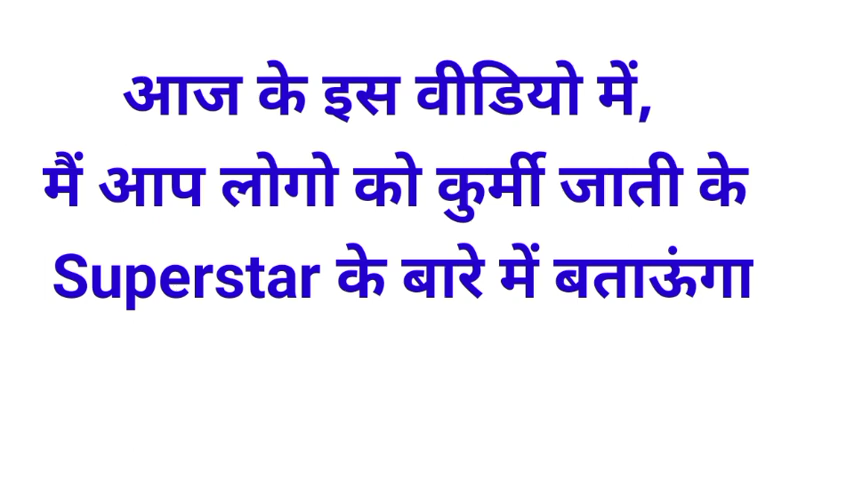 आज के इस वीडियो में,
मैं आप लोगो को कुर्मी जाती के
Superstar के बारे में बताऊंगा